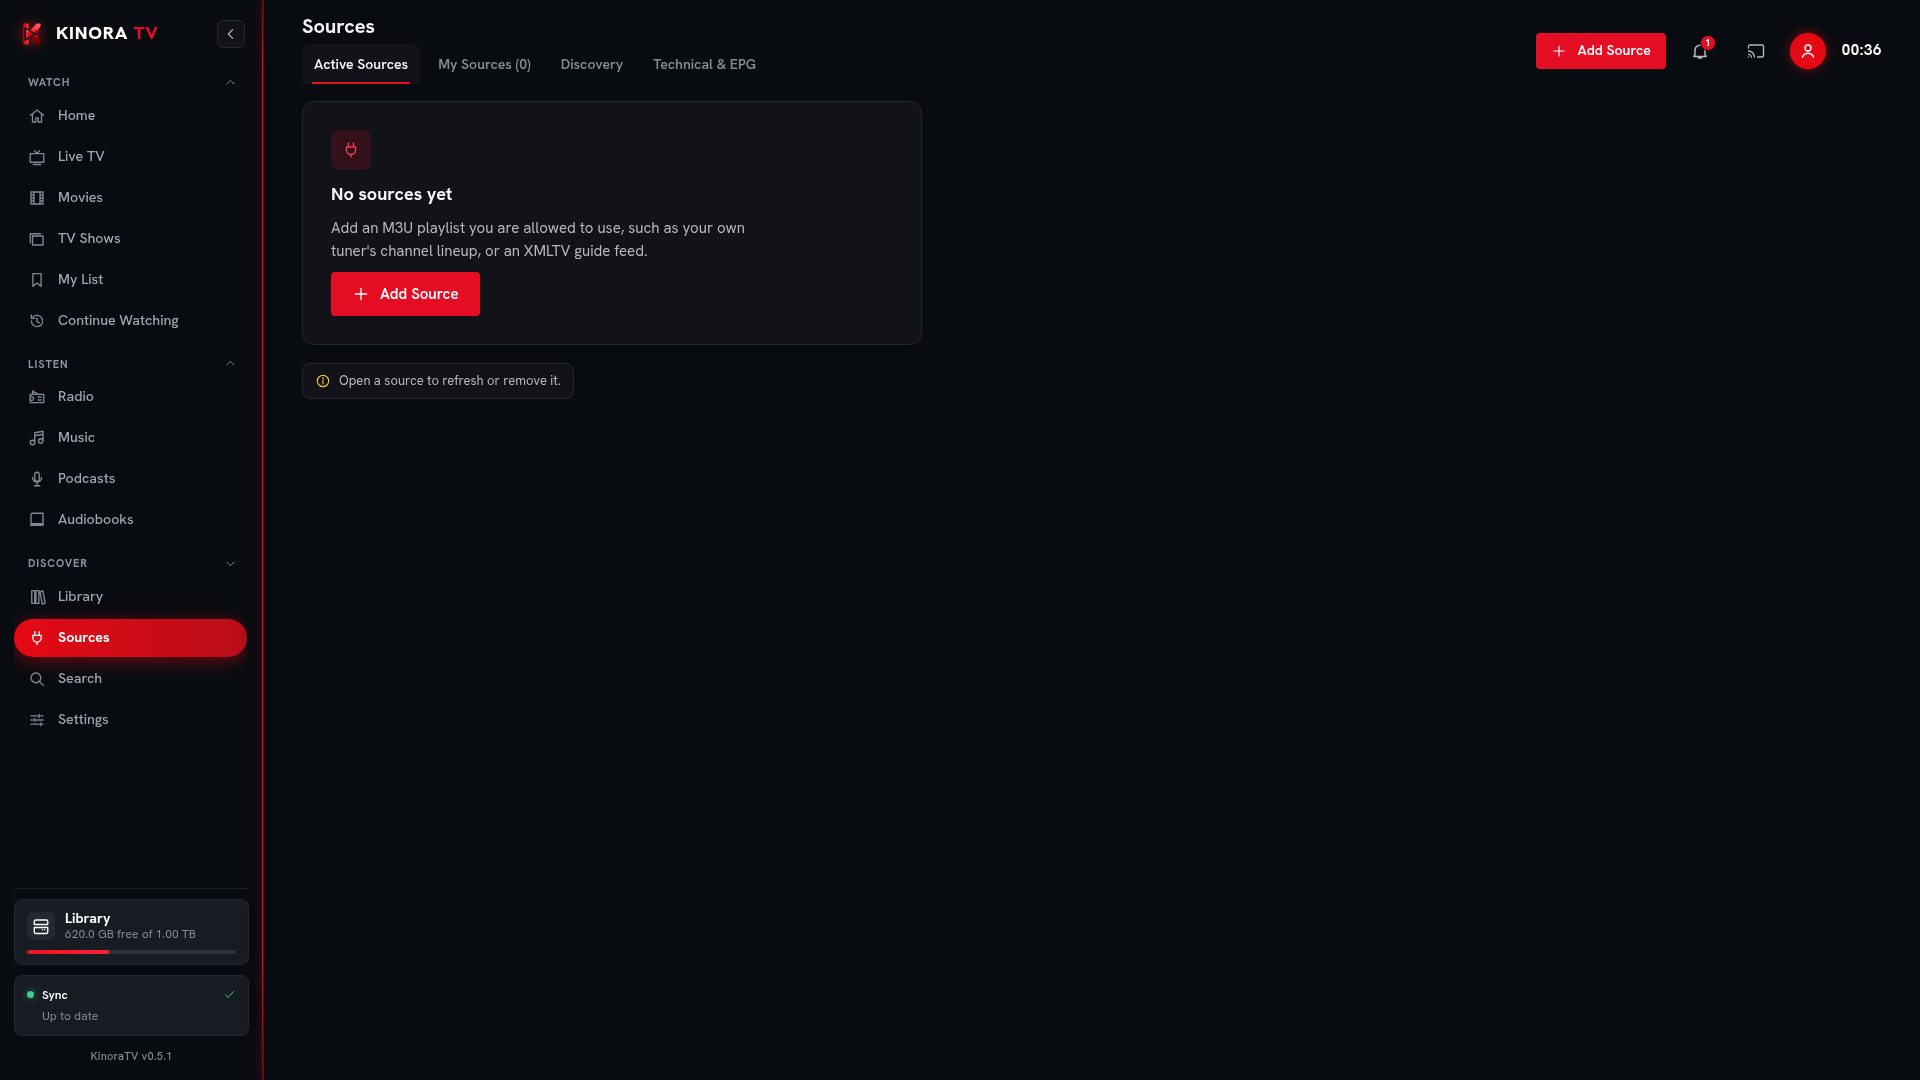 KINORA TV
WATCH
Home
Live TV
Movies
TV Shows
My List
Continue Watching
LISTEN
Radio
Music
Podcasts
Audiobooks
DISCOVER
Library
Sources
Search
Settings
Library
620.0 GB free of 1.00 TB
Sync
Up to date
KinoraTV v0.5.1
Sources
Active Sources
My Sources (0)
Discovery
Technical & EPG
Add Source
1
00:36
No sources yet
Add an M3U playlist you are allowed to use, such as your own
tuner's channel lineup, or an XMLTV guide feed.
Add Source
Open a source to refresh or remove it.